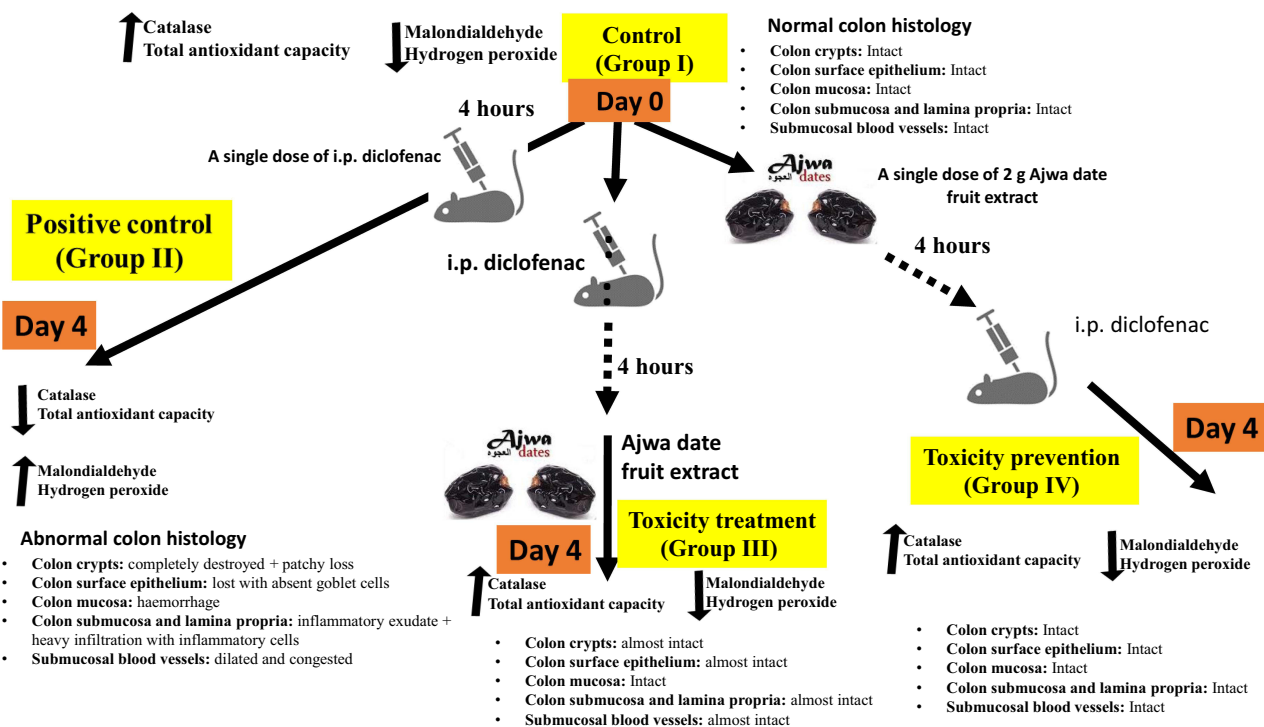 Catalase
Total antioxidant capacity
Malondialdehyde
Hydrogen peroxide
Control
(Group I)
Day 0
Normal colon histology
• Colon crypts: Intact
• Colon surface epithelium: Intact
• Colon mucosa: Intact
• Colon submucosa and lamina propria: Intact
• Submucosal blood vessels: Intact
4 hours
A single dose of i.p. diclofenac
Ajwa
العجوه dates
A single dose of 2 g Ajwa date
fruit extract
Positive control
(Group II)
Day 4
i.p. diclofenac
4 hours
4 hours
i.p. diclofenac
Catalase
Total antioxidant capacity
Malondialdehyde
Hydrogen peroxide
Abnormal colon histology
• Colon crypts: completely destroyed + patchy loss
• Colon surface epithelium: lost with absent goblet cells
• Colon mucosa: haemorrhage
• Colon submucosa and lamina propria: inflammatory exudate +
heavy infiltration with inflammatory cells
• Submucosal blood vessels: dilated and congested
Ajwa
العجوه dates
Ajwa date
fruit extract
Day 4
Toxicity treatment
(Group III)
Catalase
Total antioxidant capacity
Malondialdehyde
Hydrogen peroxide
• Colon crypts: almost intact
• Colon surface epithelium: almost intact
• Colon mucosa: Intact
• Colon submucosa and lamina propria: almost intact
• Submucosal blood vessels: almost intact
Day 4
Toxicity prevention
(Group IV)
Catalase
Total antioxidant capacity
Malondialdehyde
Hydrogen peroxide
• Colon crypts: Intact
• Colon surface epithelium: Intact
• Colon mucosa: Intact
• Colon submucosa and lamina propria: Intact
• Submucosal blood vessels: Intact